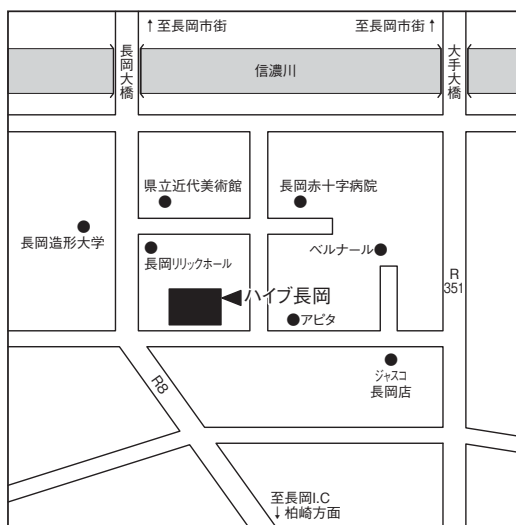 ↑至長岡市街
至長岡市街↑
長岡大橋
信濃川
大手大橋
県立近代美術館
長岡赤十字病院
長岡造形大学
長岡リリックホール
ベルナール
R
351
ハイブ長岡
アピタ
ジャスコ
長岡店
R8
至長岡I.C
↓柏崎方面